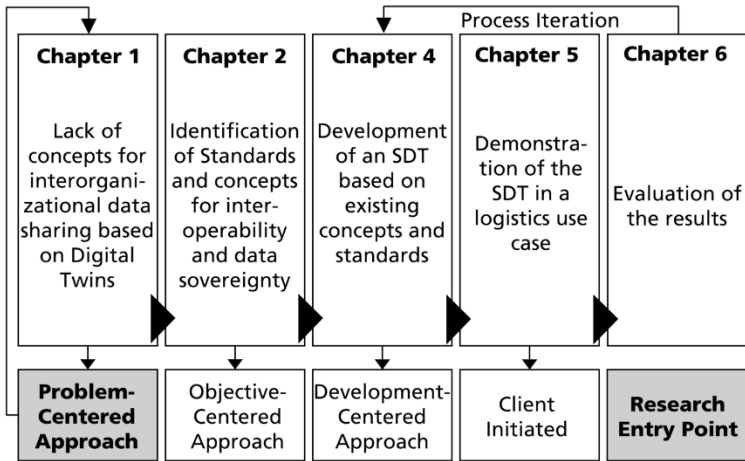 Process Iteration
Chapter 1
Lack of
concepts for
interorgani-
zational data
sharing based
on Digital
Twins
Chapter 2
Identification
of Standards
and concepts
for inter-
operability
and data
sovereignty
Chapter 4
Development
of an SDT
based on
existing
concepts and
standards
Chapter 5
Demonstra-
tion of the
SDT in a
logistics use
case
Chapter 6
Evaluation of
the results
Problem-
Centered
Approach
Objective-
Centered
Approach
Development-
Centered
Approach
Client
Initiated
Research
Entry Point